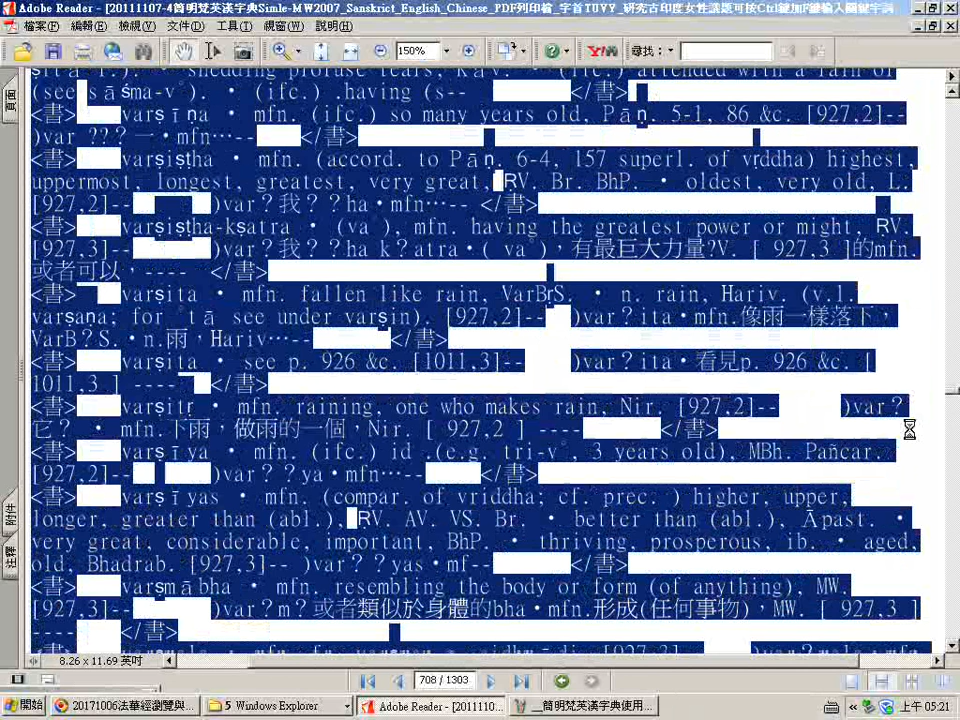 Adobe Reader - [20111107-4簡明梵英漢字典Simle-MW2007_Sanskrict_English_Chinese_PDF列印檔_字首TUVY_研究古印度女性議題可按Ctrl鍵加F鍵輸入關鍵字詞
檔案(F) 編輯(E) 檢視(V) 文件(D) 工具(T) 視窗(W) 說明(H)
150% 尋找：
(see sāśma-v°). • (ifc.) .having (s-- </書>
<書> varṣīṇa • mfn. (ifc.) so many years old, Pāṇ. 5-1, 86 &c. [927,2]--
)var ???一•mfn…-- </書>
<書> varṣiṣṭha • mfn. (accord. to Pāṇ. 6-4, 157 superl. of vṛddha) highest,
uppermost, longest, greatest, very great, RV. Br. BhP. • oldest, very old, L.
[927,2]-- )var？我？？ha•mfn…-- </書>
<書> varṣiṣṭha-kṣatra • (va°), mfn. having the greatest power or might, RV.
[927,3]-- )var？我？？ha k？atra•( va°)，有最巨大力量?V. [ 927,3 ]的mfn.
或者可以，---- </書>
<書> varṣita • mfn. fallen like rain, VarBṛS. • n. rain, Hariv. (v.l.
varṣaṇa; for °tā see under varṣin). [927,2]-- )var？ita•mfn.像雨一樣落下，
VarB？S.•n.雨，Hariv…-- </書>
<書> varṣita • see p. 926 &c. [1011,3]-- )var？ita•看見p. 926 &c. [
1011,3 ] ---- </書>
<書> varṣitṛ • mfn. raining, one who makes rain, Nir. [927,2]-- )var？
它？ •mfn.下雨，做雨的一個，Nir. [ 927,2 ] ---- </書>
<書> varṣīya • mfn. (ifc.) id .(e.g. tri-v°, 3 years old), MBh. Pañcar.
[927,2]-- )var？？ya•mfn-- </書>
<書> varṣīyas • mfn. (compar. of vriddha; cf. prec. ) higher, upper,
longer, greater than (abl.), RV. AV. VS. Br. • better than (abl.), Āpast. •
very great, considerable, important, BhP. • thriving, prosperous, ib. • aged,
old, Bhadrab. [927,3]-- )var？？yas•mf-- </書>
<書> varṣmābha • mfn. resembling the body or form (of anything), MW.
[927,3]-- )var？m？或者類似於身體的bha•mfn.形成(任何事物)，MW. [ 927,3 ]
---- </書>
頁面
附件
注釋
8.26 x 11.69 英吋
708 / 1303
開始 20171006法華經瀏覽與... 5 Windows Explorer Adobe Reader - [2011110... __簡明梵英漢字典使用... 上午 05:21